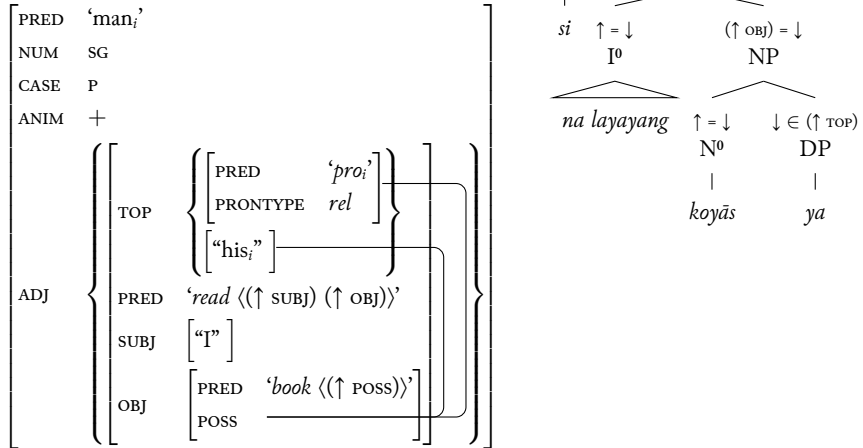 PRED ‘manᵢ’
NUM SG
CASE P
ANIM +
ADJ
TOP
PRED ‘proᵢ’
PRONTYPE rel
“hisᵢ”
PRED ‘read ⟨(↑ SUBJ) (↑ OBJ)⟩’
SUBJ “I”
OBJ
PRED ‘book ⟨(↑ POSS)⟩’
POSS
si ↑ = ↓ (↑ OBJ) = ↓
I⁰ NP
na layayang ↑ = ↓ ↓ ∈ (↑ TOP)
N⁰ DP
koyās ya